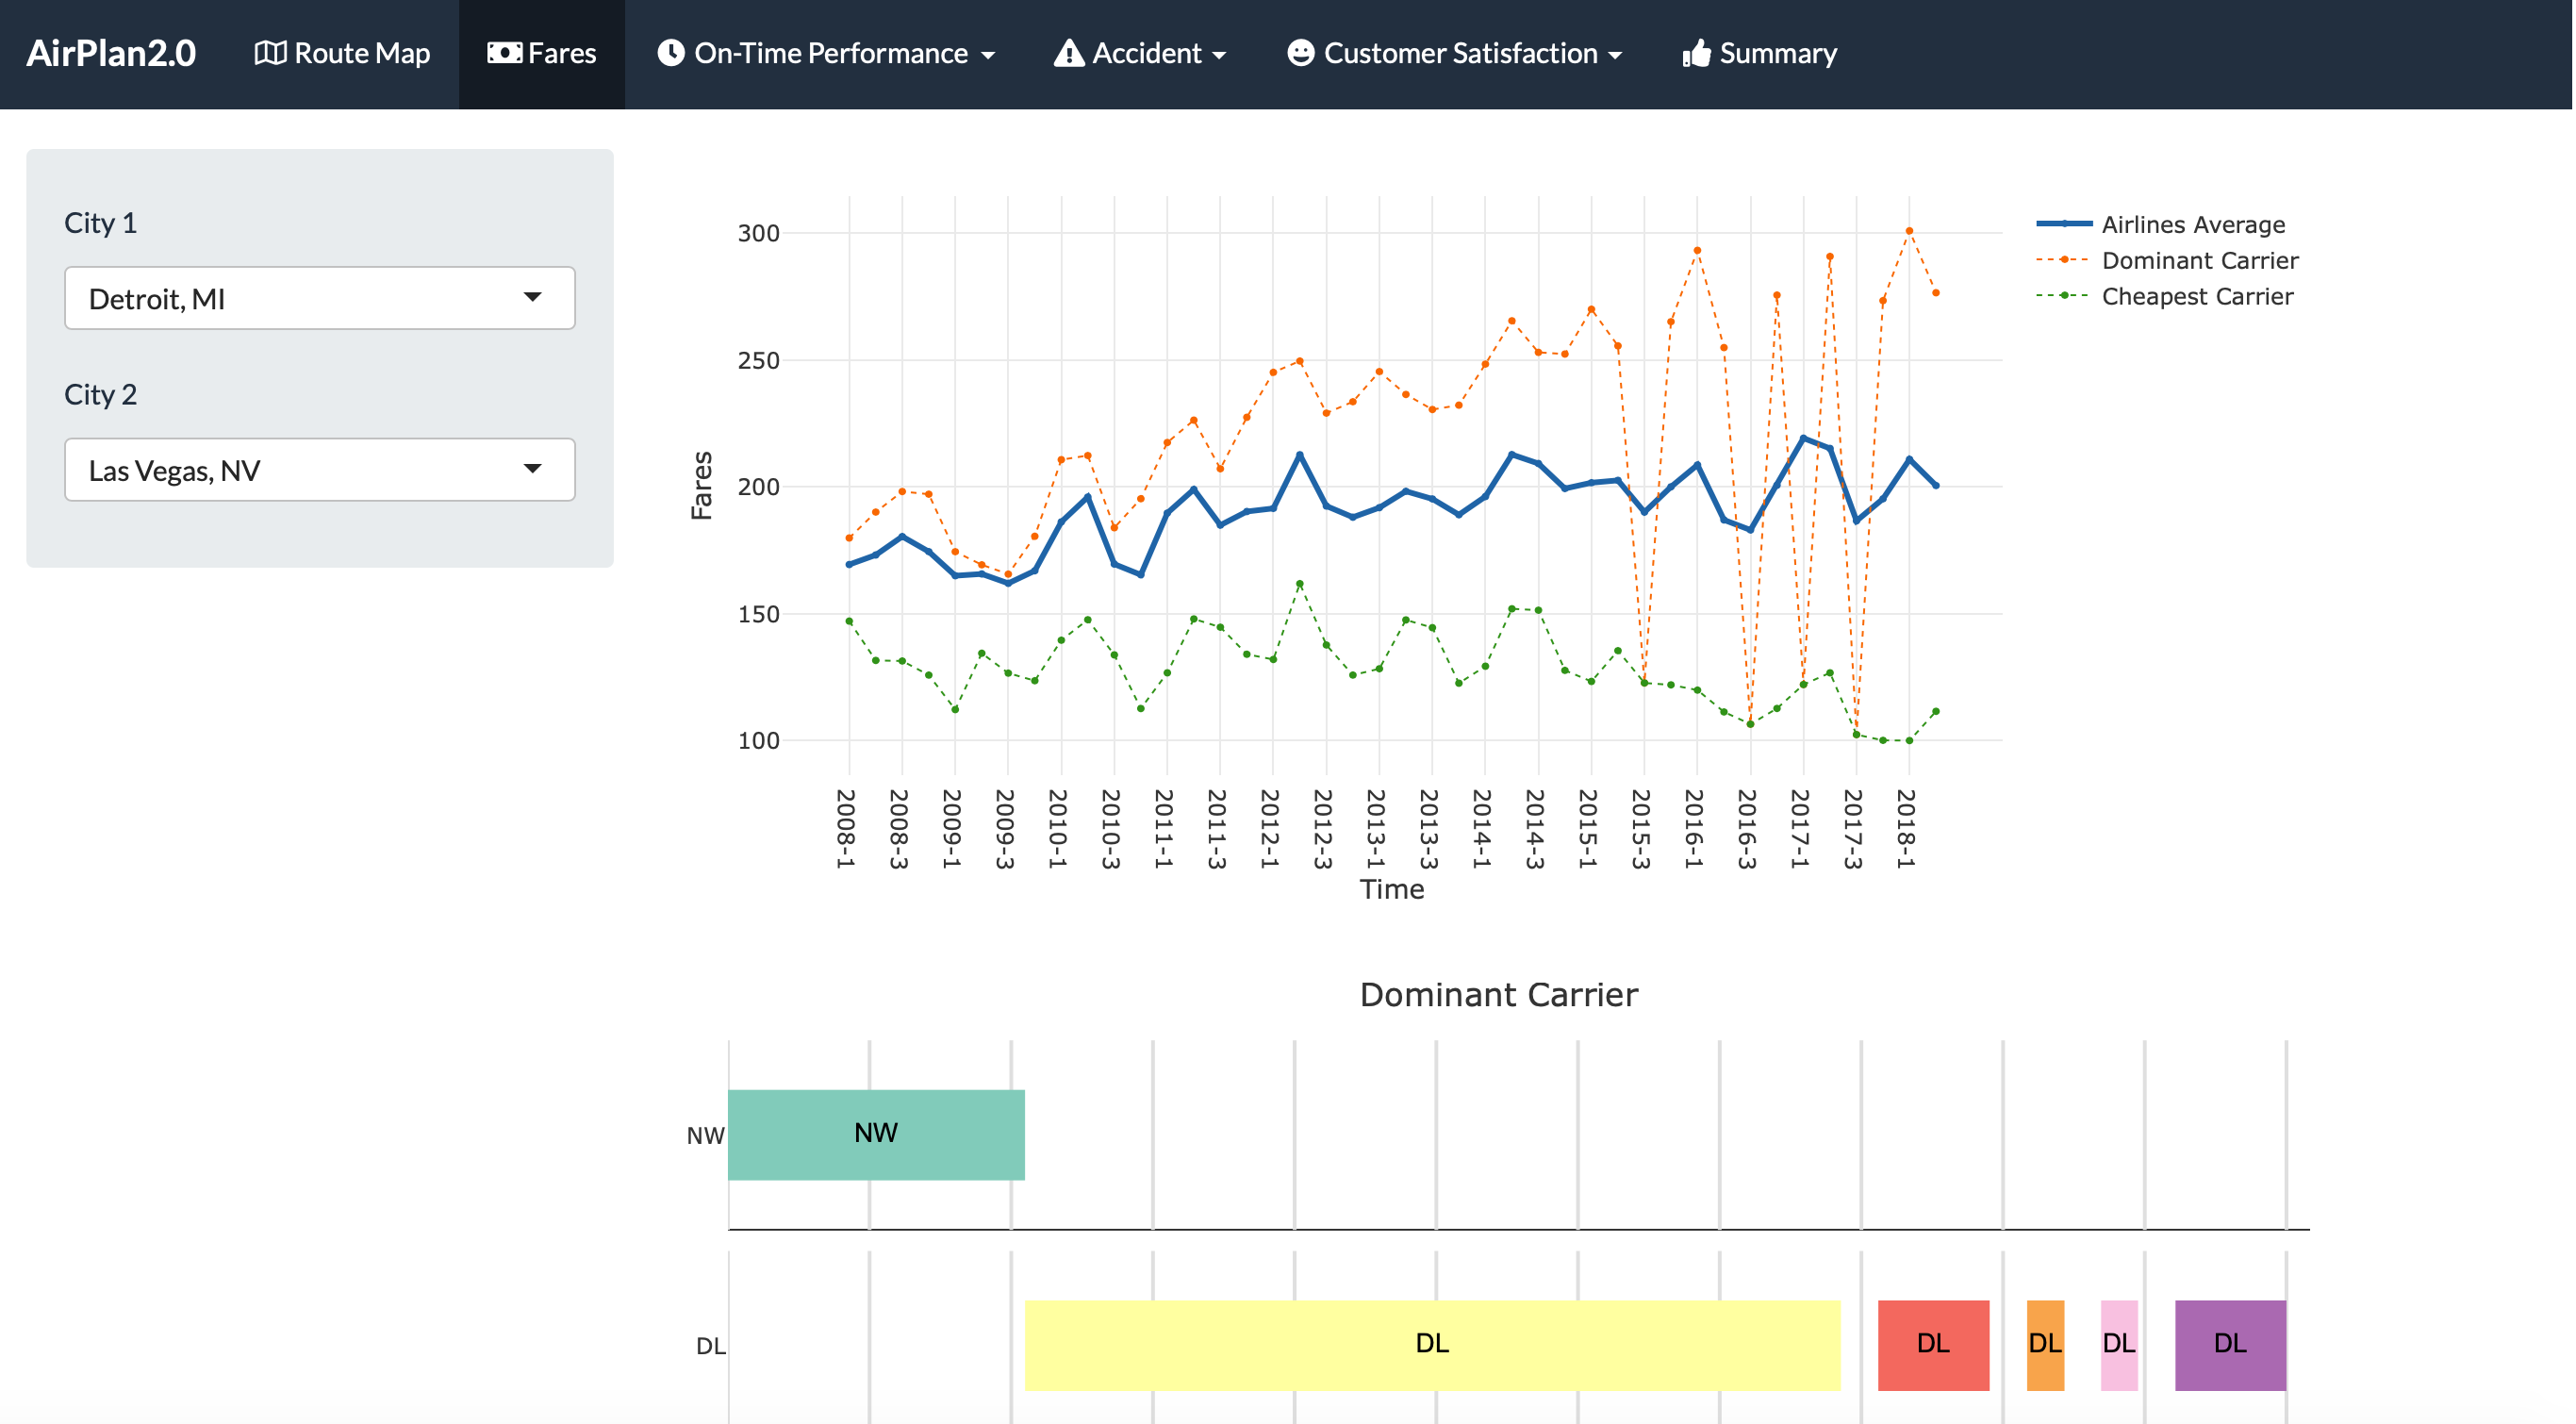 AirPlan2.0 Route Map Fares On-Time Performance Accident Customer Satisfaction Summary
City 1
Detroit, MI
City 2
Las Vegas, NV
Airlines Average
Dominant Carrier
Cheapest Carrier
300
250
200
150
100
Fares
2008-1
2008-3
2009-1
2009-3
2010-1
2010-3
2011-1
2011-3
2012-1
2012-3
2013-1
2013-3
2014-1
2014-3
2015-1
2015-3
2016-1
2016-3
2017-1
2017-3
2018-1
Time
Dominant Carrier
NW NW
DL DL DL DL DL DL